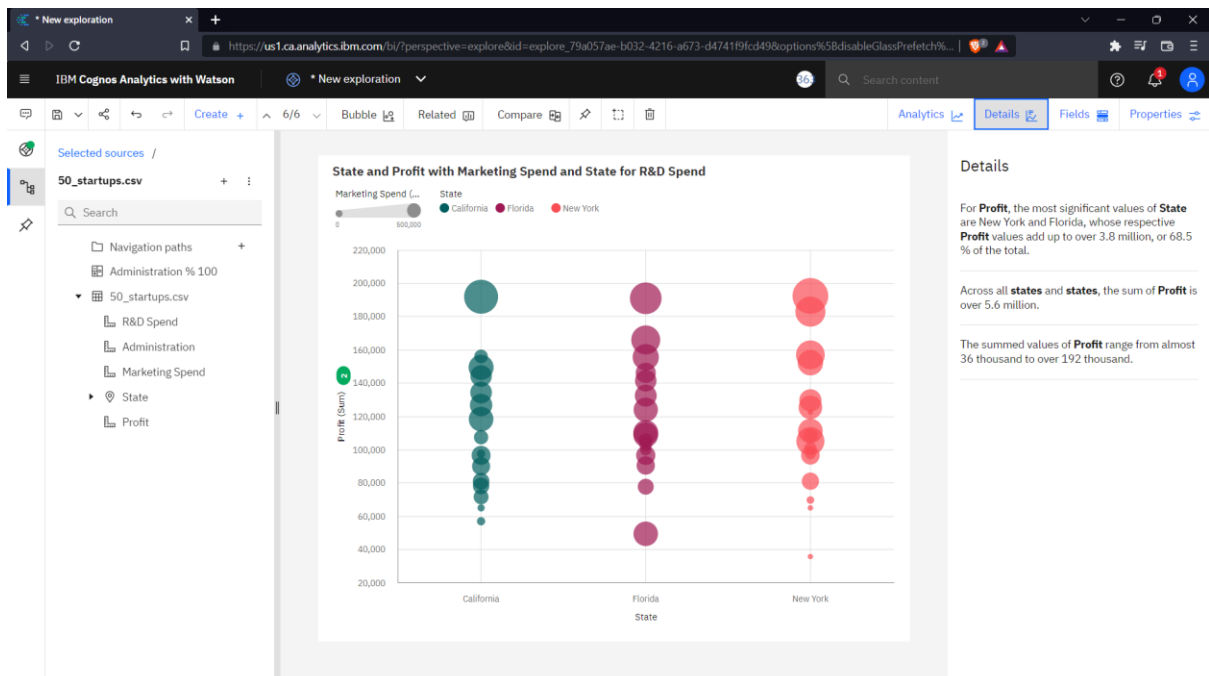 * New exploration
https://us1.ca.analytics.ibm.com/bi/?perspective=explore&id=explore_79a057ae-b032-4216-a673-d4741f9fcd49&options%5BdisableGlassPrefetch%...
IBM Cognos Analytics with Watson
* New exploration
363
Search content
1
Create +
6/6
Bubble
Related
Compare
Analytics
Details
Fields
Properties
Selected sources /
50_startups.csv
Search
Navigation paths
Administration % 100
50_startups.csv
R&D Spend
Administration
Marketing Spend
State
Profit
State and Profit with Marketing Spend and State for R&D Spend
Marketing Spend (...
0 600,000
State
California Florida New York
220,000
200,000
180,000
160,000
140,000
120,000
100,000
80,000
60,000
40,000
20,000
Profit (Sum)
2
California Florida New York
State
Details
For Profit, the most significant values of State
are New York and Florida, whose respective
Profit values add up to over 3.8 million, or 68.5
% of the total.
Across all states and states, the sum of Profit is
over 5.6 million.
The summed values of Profit range from almost
36 thousand to over 192 thousand.